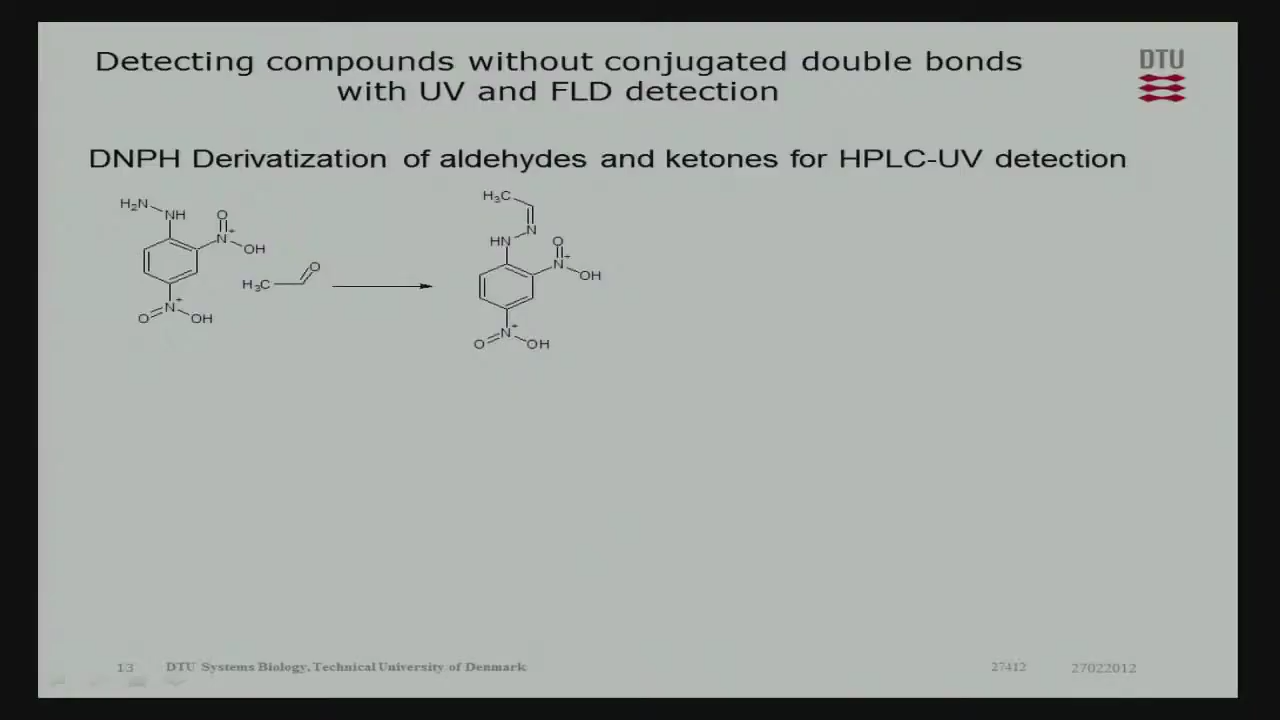 Detecting compounds without conjugated double bonds
with UV and FLD detection
DTU
DNPH Derivatization of aldehydes and ketones for HPLC-UV detection
H3C
H2N
NH
O
N+
OH
HN
N
O
N+
OH
H3C
O
N+
O
OH
N+
O
OH
13 DTU Systems Biology, Technical University of Denmark 27412 27022012